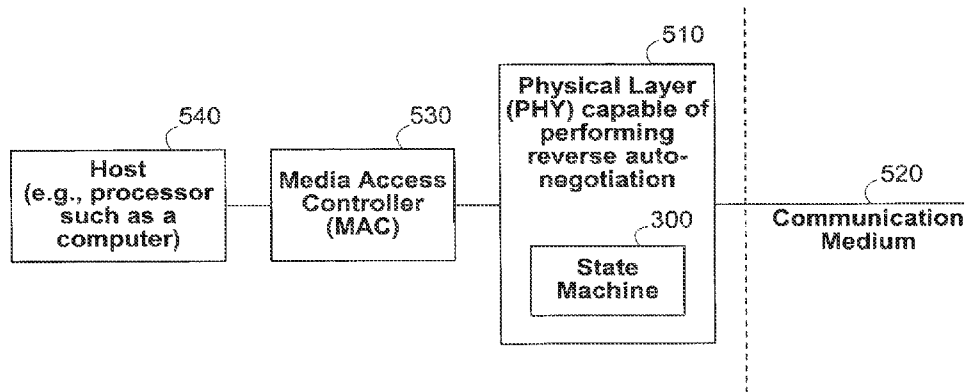 510
Physical Layer
(PHY) capable of
performing
reverse auto-
negotiation
540
Host
(e.g., processor
such as a
computer)
530
Media Access
Controller
(MAC)
300
State
Machine
520
Communication
Medium